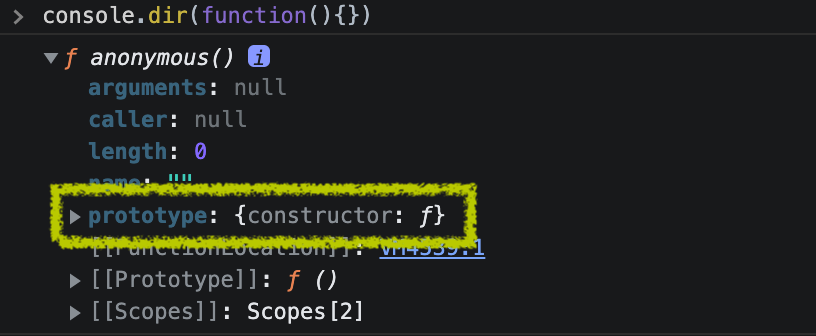 > console.dir(function(){})
▼ ƒ anonymous() i
arguments: null
caller: null
length: 0
name: ""
▶ prototype: {constructor: ƒ}
[[FunctionLocation]]: VM4539:1
▶ [[Prototype]]: ƒ ()
▶ [[Scopes]]: Scopes[2]